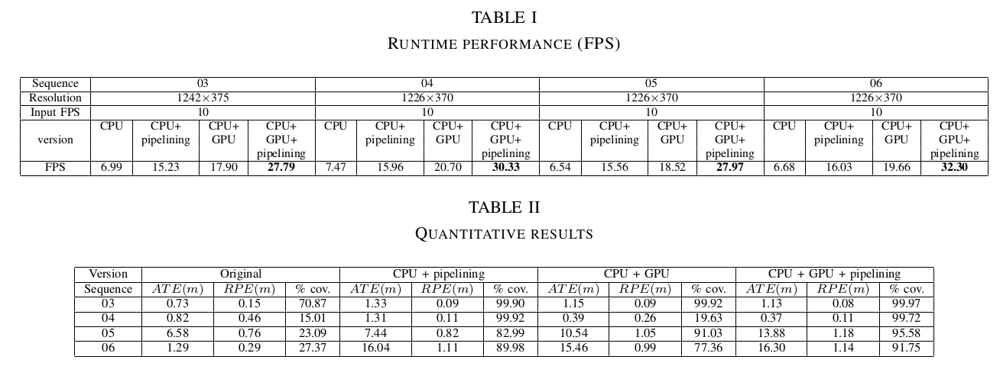 TABLE I
RUNTIME PERFORMANCE (FPS)
Sequence 03 04 05 06
Resolution 1242×375 1226×370 1226×370 1226×370
Input FPS 10 10 10 10
CPU CPU+ CPU+ CPU+ CPU CPU+ CPU+ CPU+ CPU CPU+ CPU+ CPU+ CPU CPU+ CPU+ CPU+
version pipelining GPU GPU+ pipelining GPU GPU+ pipelining GPU GPU+ pipelining GPU GPU+
pipelining pipelining pipelining pipelining
FPS 6.99 15.23 17.90 27.79 7.47 15.96 20.70 30.33 6.54 15.56 18.52 27.97 6.68 16.03 19.66 32.30
TABLE II
QUANTITATIVE RESULTS
Version Original CPU + pipelining CPU + GPU CPU + GPU + pipelining
Sequence ATE(m) RPE(m) % cov. ATE(m) RPE(m) % cov. ATE(m) RPE(m) % cov. ATE(m) RPE(m) % cov.
03 0.73 0.15 70.87 1.33 0.09 99.90 1.15 0.09 99.92 1.13 0.08 99.97
04 0.82 0.46 15.01 1.31 0.11 99.92 0.39 0.26 19.63 0.37 0.11 99.72
05 6.58 0.76 23.09 7.44 0.82 82.99 10.54 1.05 91.03 13.88 1.18 95.58
06 1.29 0.29 27.37 16.04 1.11 89.98 15.46 0.99 77.36 16.30 1.14 91.75